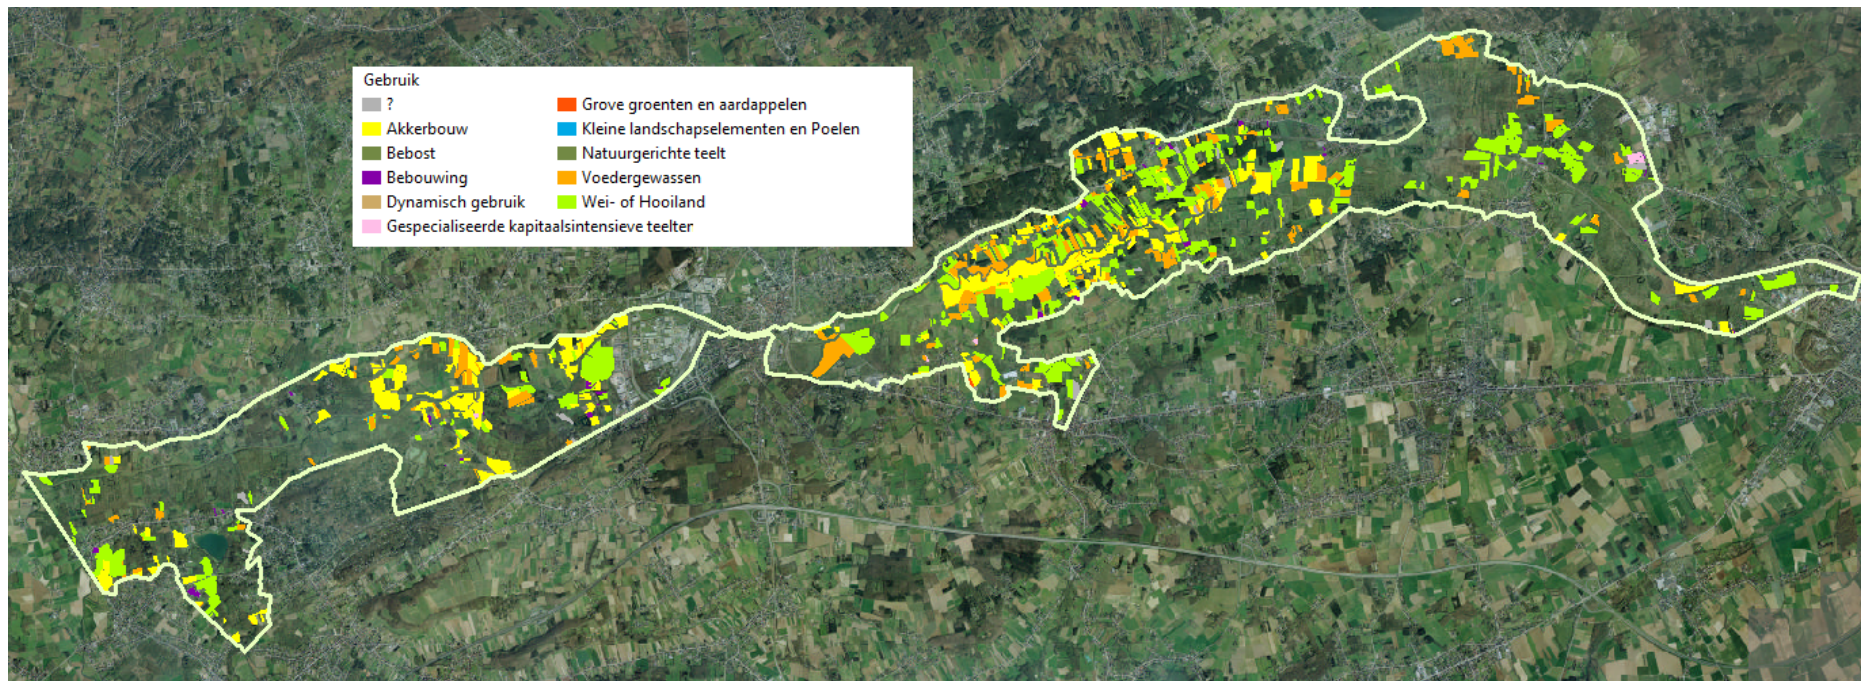 Gebruik
?
Akkerbouw
Bebost
Bebouwing
Dynamisch gebruik
Gespecialiseerde kapitaalsintensieve teelter
Grove groenten en aardappelen
Kleine landschapselementen en Poelen
Natuurgerichte teelt
Voedergewassen
Wei- of Hooiland